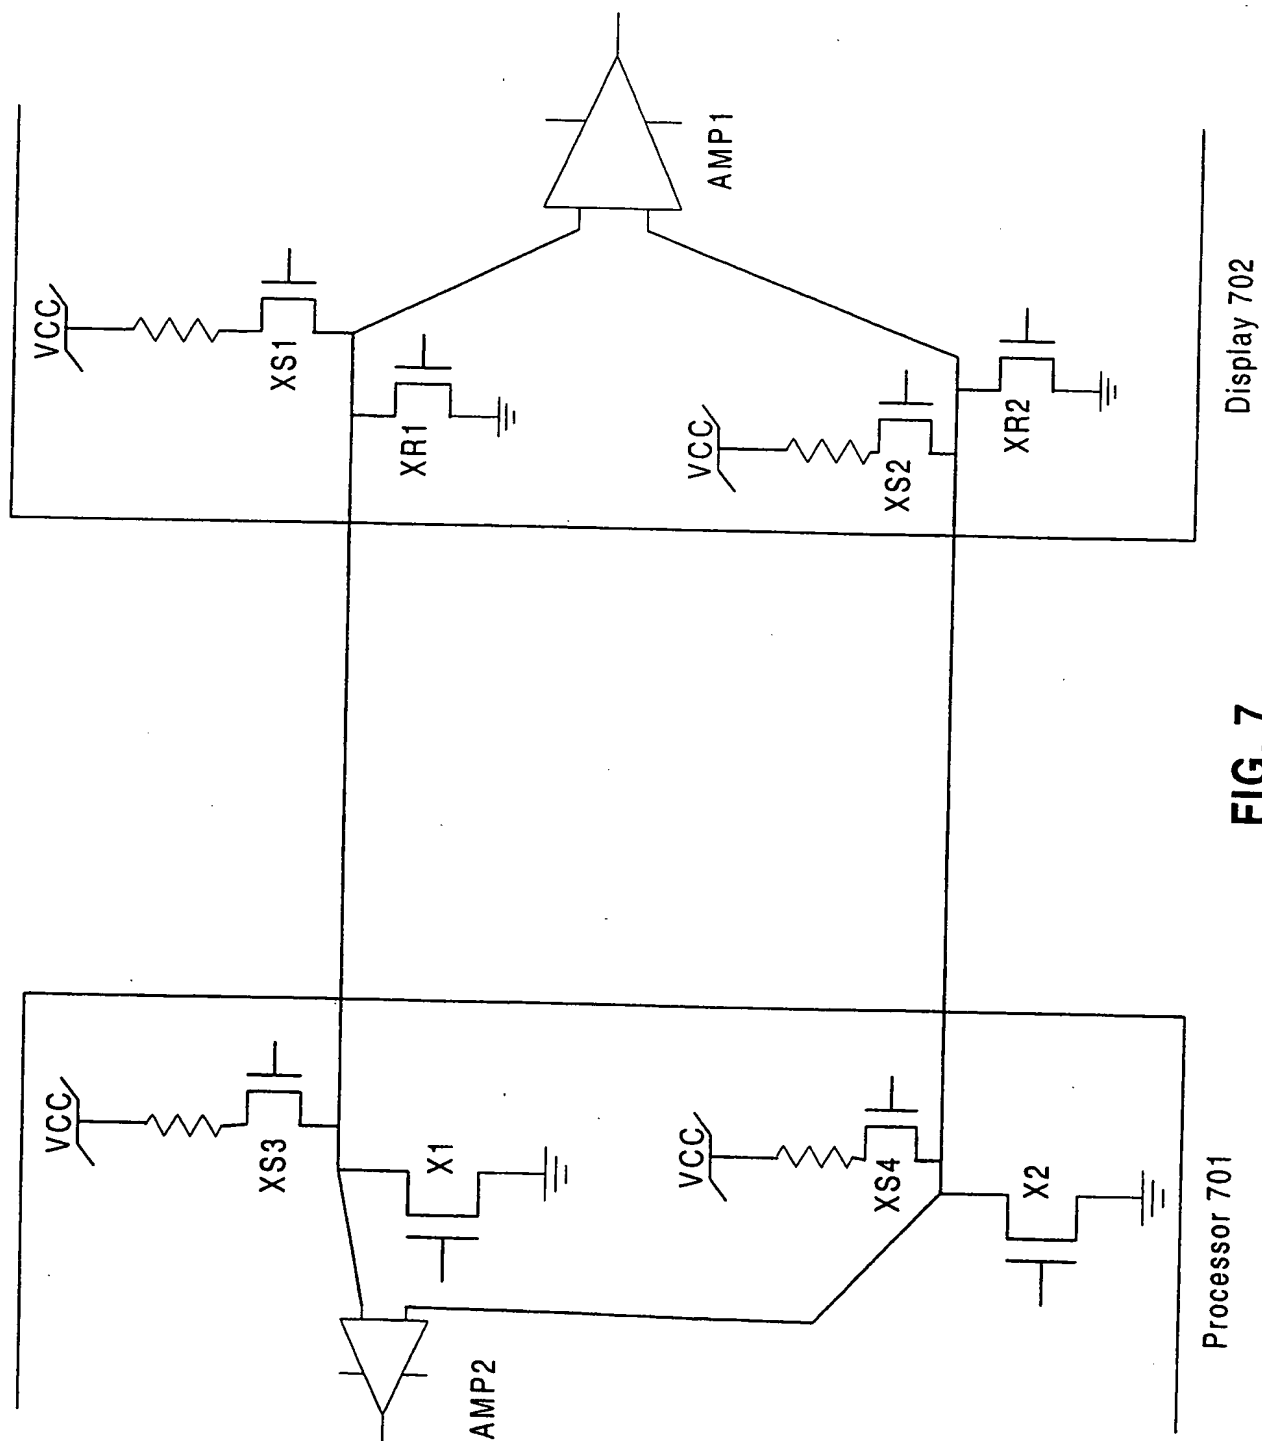 VCC
XS1
XR1
AMP1
VCC
XS2
XR2
Display 702
VCC
XS3
X1
AMP2
VCC
XS4
X2
Processor 701
FIG. 7